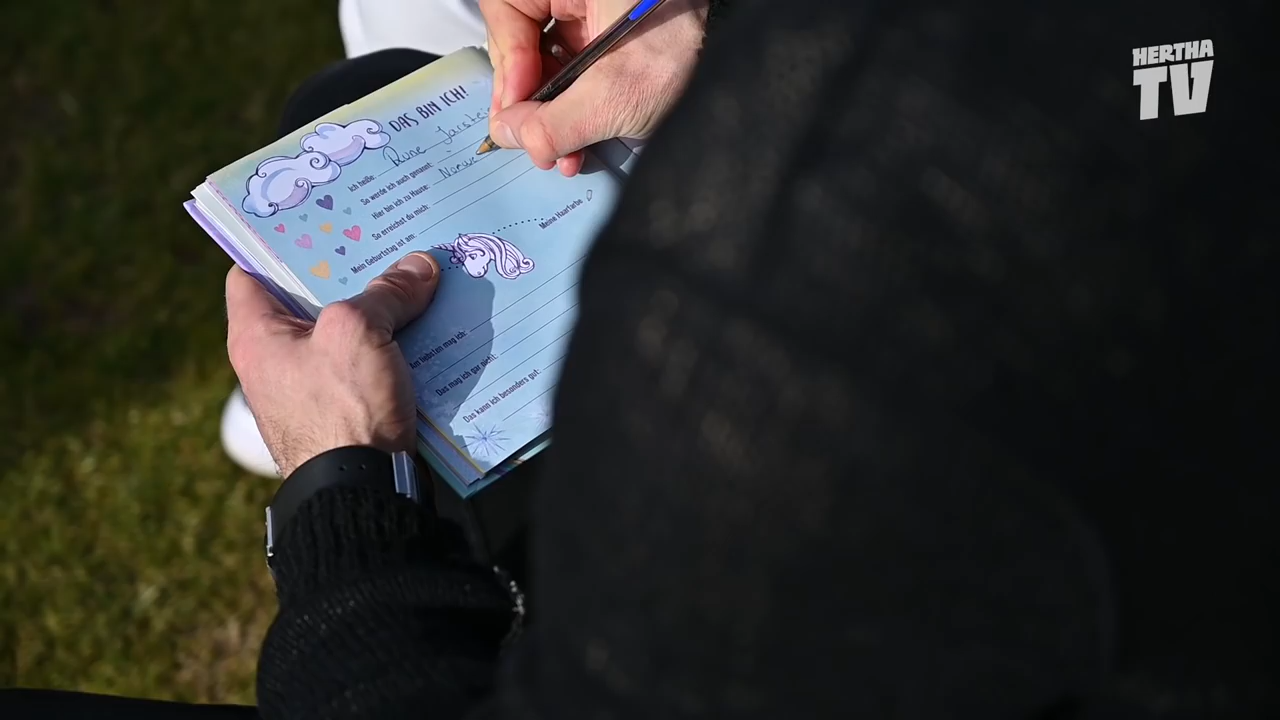 HERTHA
TV
DAS BIN ICH!
Ich heiße: Rune Jarstein
So werde ich auch genannt: -
Hier bin ich zu Hause:
So erreichst du mich:
Mein Geburtstag ist am:
Meine Haarfarbe
Am liebsten mag ich:
Das mag ich gar nicht:
Das kann ich besonders gut: